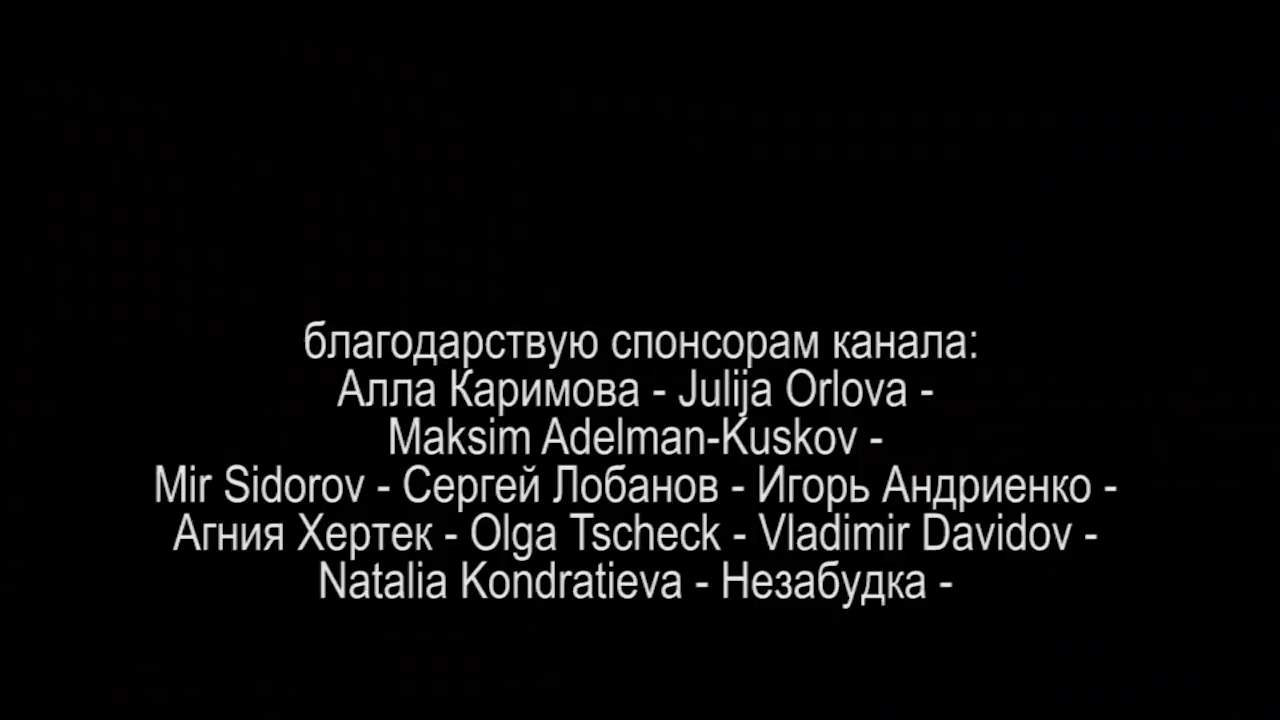 благодарствую спонсорам канала:
Алла Каримова - Julija Orlova -
Maksim Adelman-Kuskov -
Mir Sidorov - Сергей Лобанов - Игорь Андриенко -
Агния Хертек - Olga Tscheck - Vladimir Davidov -
Natalia Kondratieva - Незабудка -